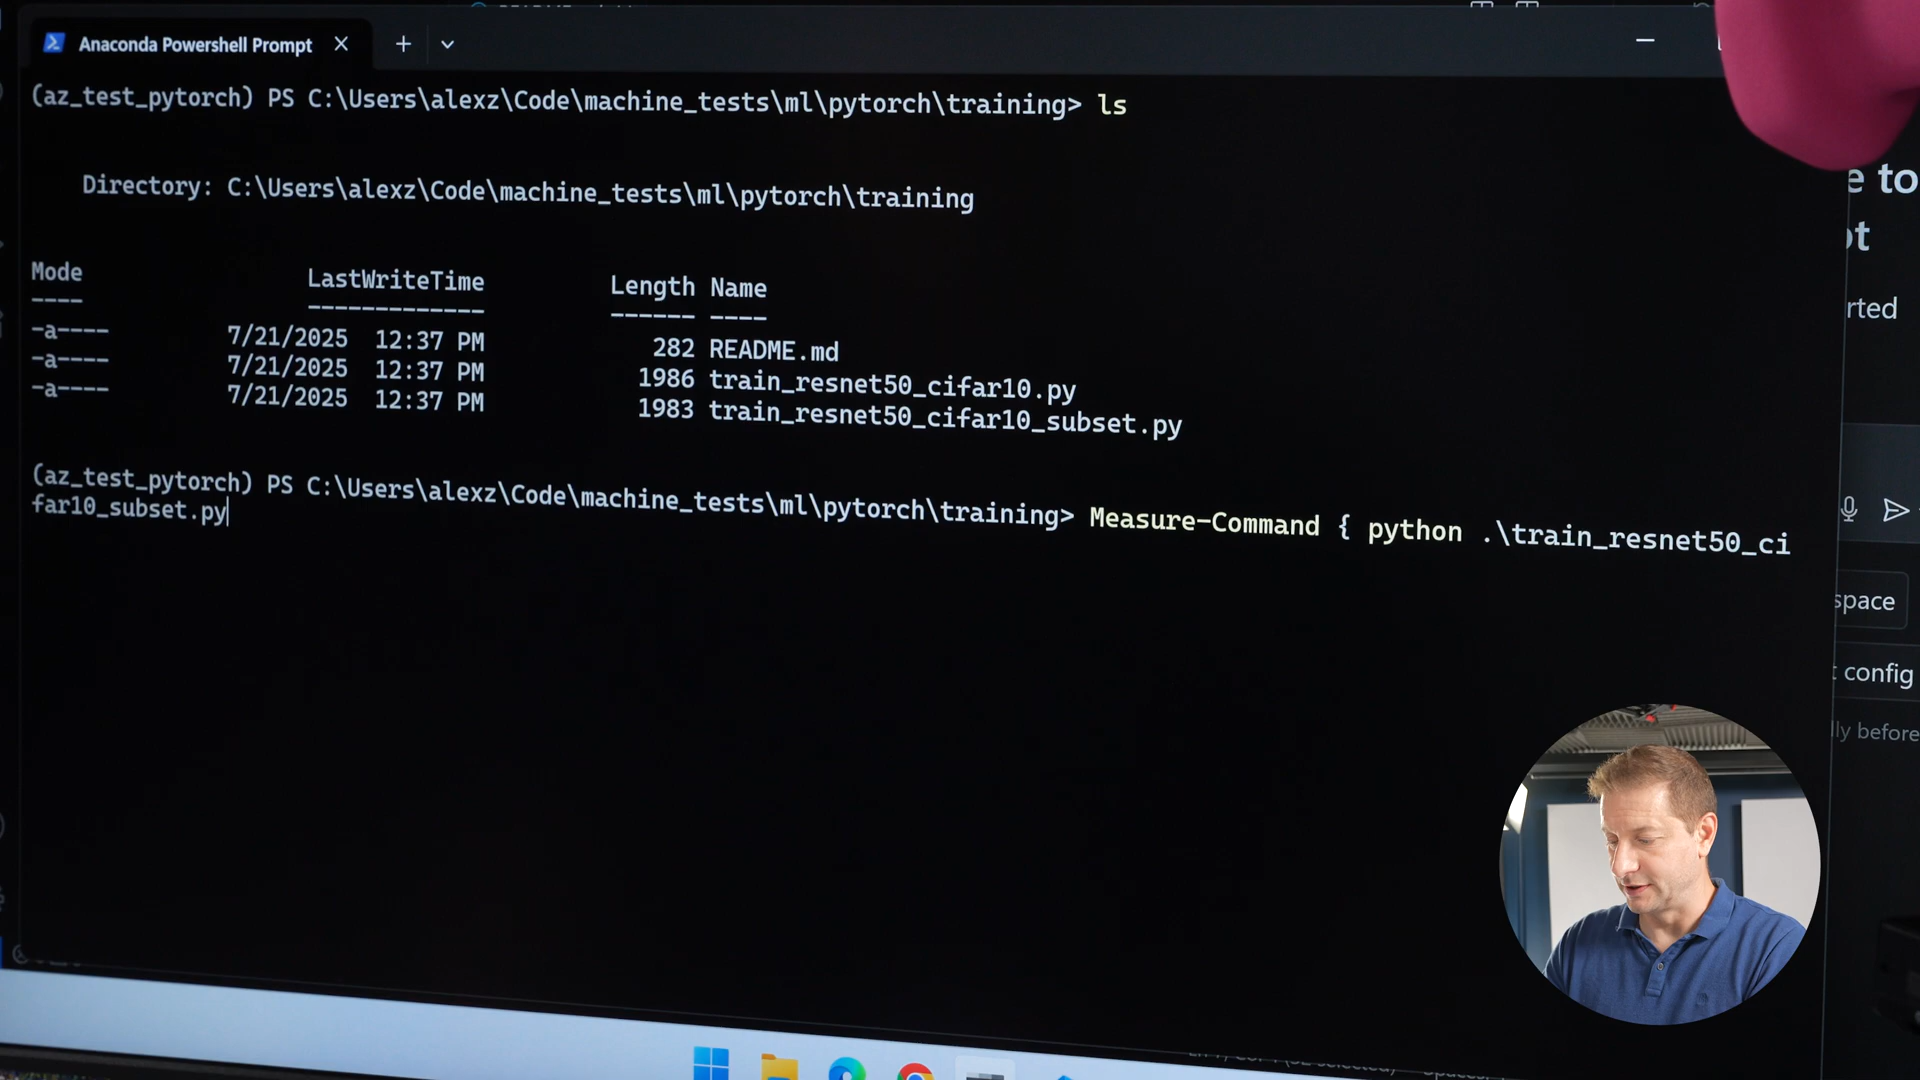 Anaconda Powershell Prompt
(az_test_pytorch) PS C:\Users\alexz\Code\machine_tests\ml\pytorch\training> ls
Directory: C:\Users\alexz\Code\machine_tests\ml\pytorch\training
Mode LastWriteTime Length Name
---- ------------- ------ ----
-a---- 7/21/2025 12:37 PM 282 README.md
-a---- 7/21/2025 12:37 PM 1986 train_resnet50_cifar10.py
-a---- 7/21/2025 12:37 PM 1983 train_resnet50_cifar10_subset.py
(az_test_pytorch) PS C:\Users\alexz\Code\machine_tests\ml\pytorch\training> Measure-Command { python .\train_resnet50_ci
far10_subset.py
e to
rted
space
config
lly before